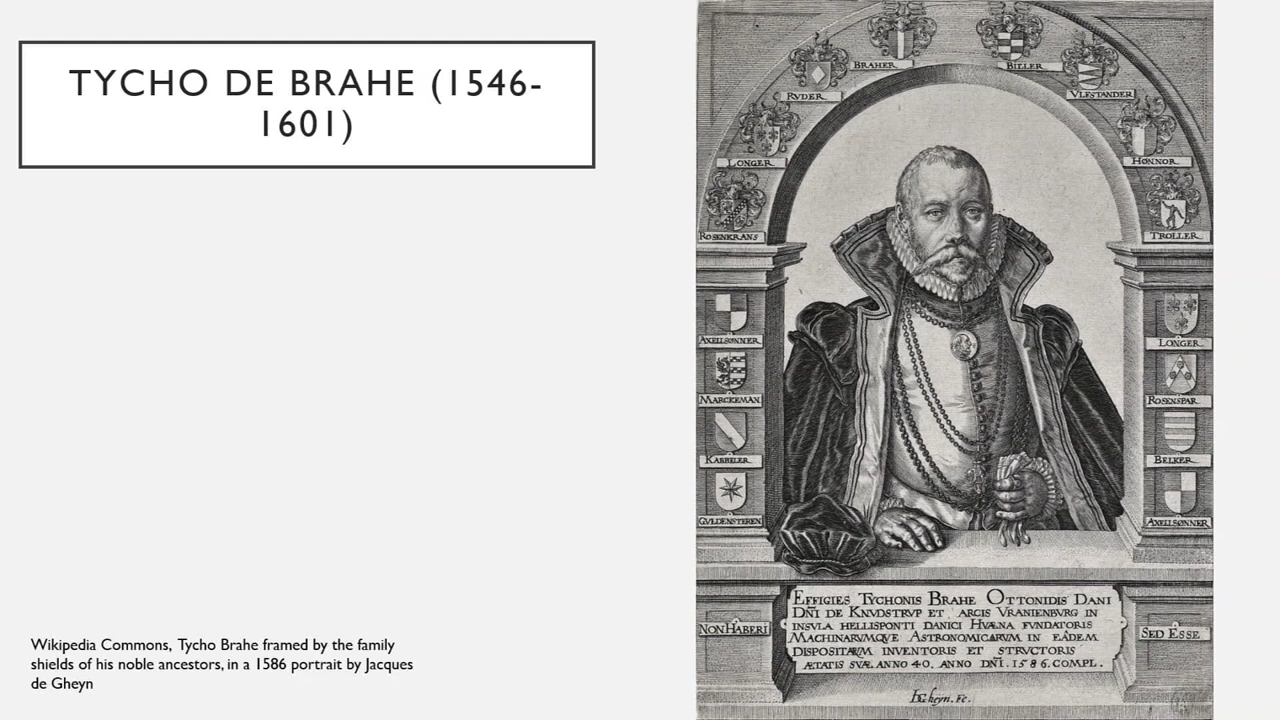 TYCHO DE BRAHE (1546-
1601)
BRAHER
BILLER
RVDER
VLFSTANDER
LONGER
HONNOR
ROSENKRANS
TROLLER
AXELLSØNNER
LONGER
MARCKEMAN
ROSENSPAR
KABBELER
BELKER
GVLDENSTEREN
AXELLSØNNER
EFFIGIES TYCHONIS BRAHE OTTONIDIS DANI
DÑI DE KNVDSTRVP ET ARCIS VRANIENBVRG IN
INSVLA HELLISPONTI DANICI HVÆNA FVNDATORIS
MACHINARVMQVE ASTRONOMICARVM IN EÂDEM
DISPOSITARVM INVENTORIS ET STRVCTORIS
ÆTATIS SVÆ ANNO 40. ANNO DÑI. 1586. COMPL.
NON HABERI
SED ESSE
DGheyn. Fe.
Wikipedia Commons, Tycho Brahe framed by the family
shields of his noble ancestors, in a 1586 portrait by Jacques
de Gheyn